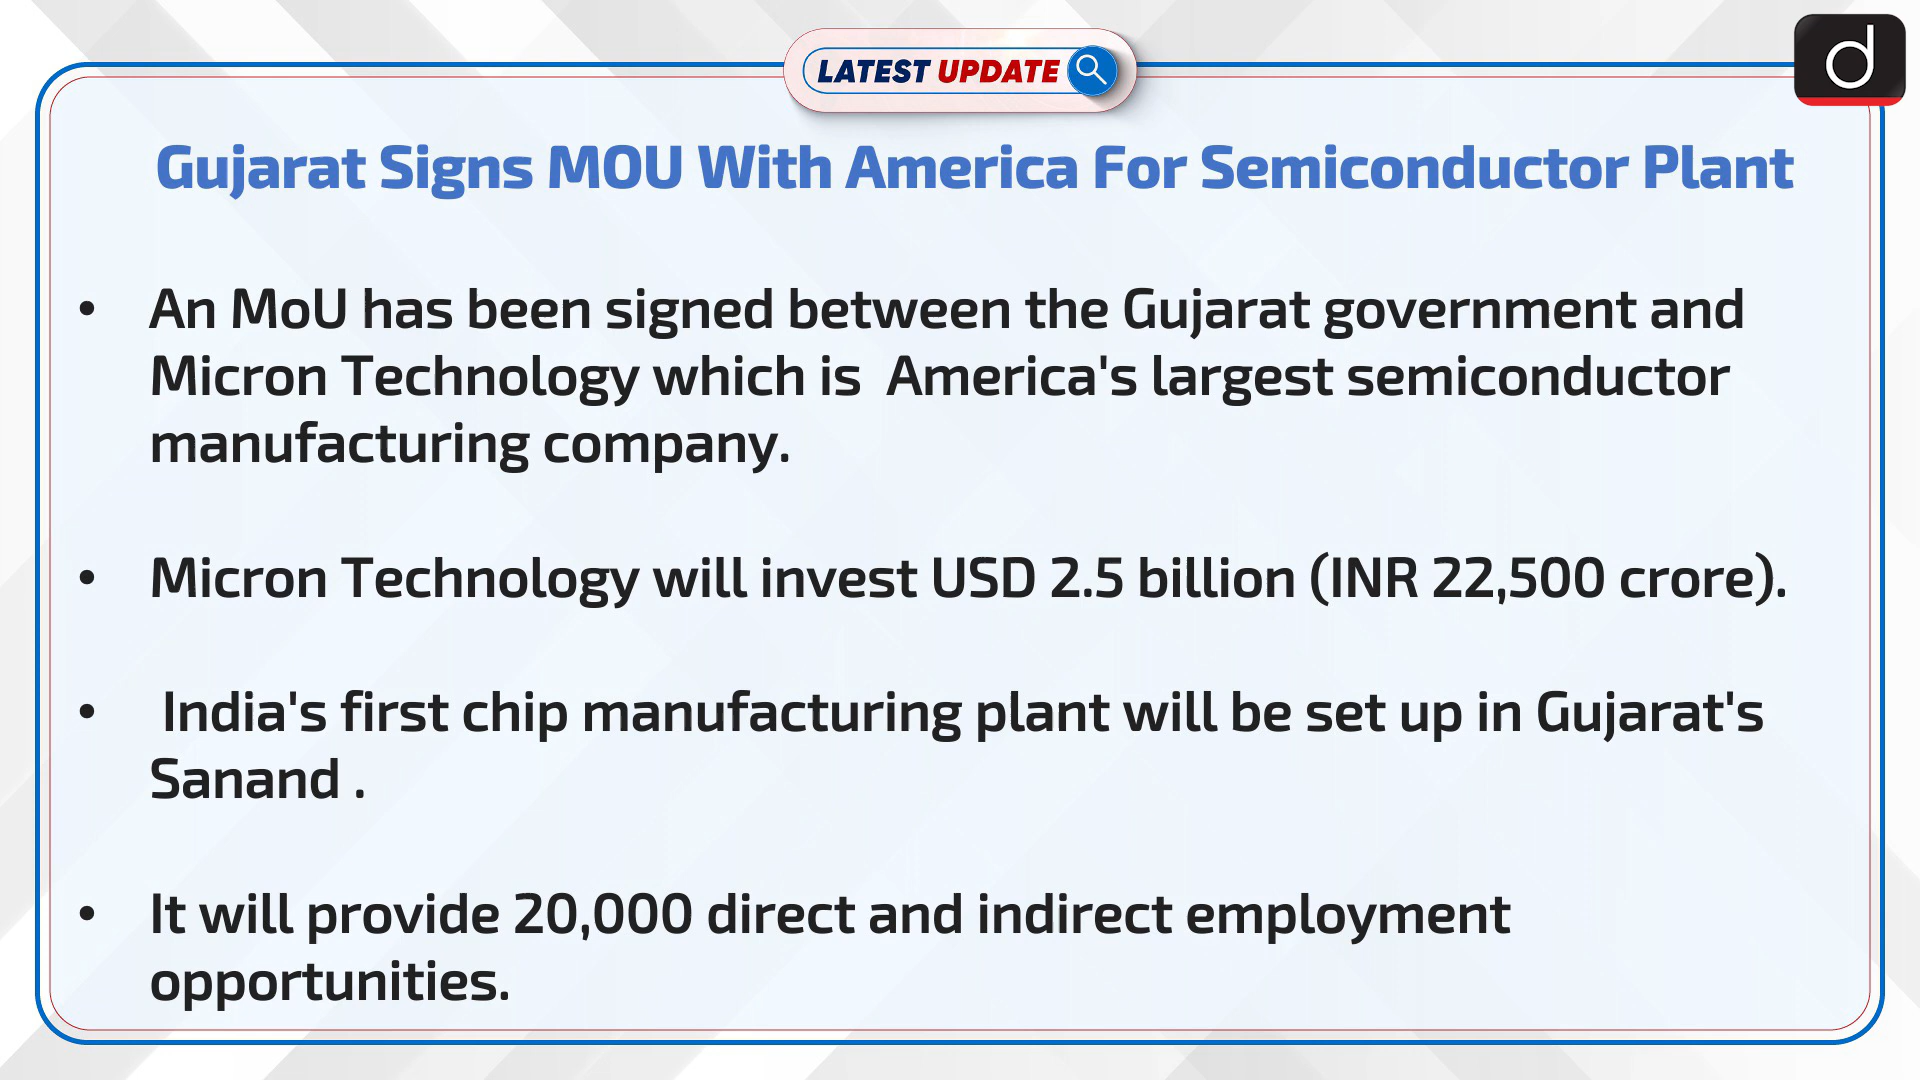 LATEST UPDATE
d
Gujarat Signs MOU With America For Semiconductor Plant
• An MoU has been signed between the Gujarat government and
Micron Technology which is  America's largest semiconductor
manufacturing company.
• Micron Technology will invest USD 2.5 billion (INR 22,500 crore).
• India's first chip manufacturing plant will be set up in Gujarat's
Sanand .
• It will provide 20,000 direct and indirect employment
opportunities.